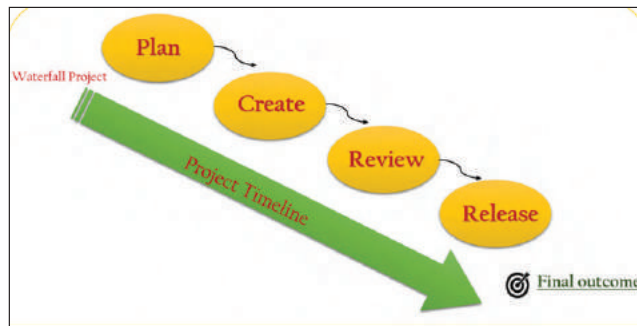 Plan
Waterfall Project
Create
Review
Project Timeline
Release
Final outcome